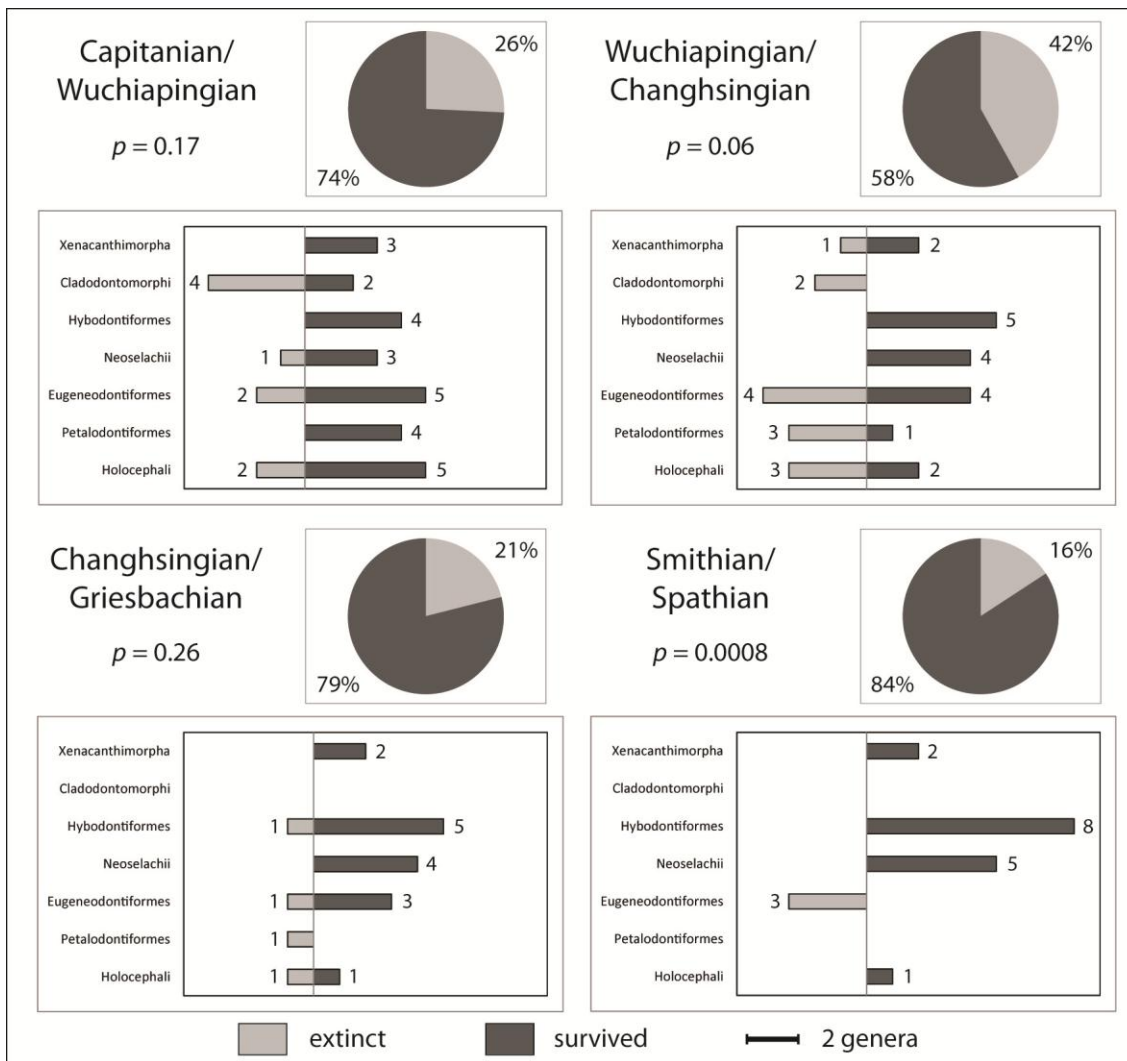 Capitanian/
Wuchiapingian
p = 0.17
26%
74%
Xenacanthimorpha 3
Cladodontomorphi 4 2
Hybodontiformes 4
Neoselachii 1 3
Eugeneodontiformes 2 5
Petalodontiformes 4
Holocephali 2 5
Wuchiapingian/
Changhsingian
p = 0.06
42%
58%
Xenacanthimorpha 1 2
Cladodontomorphi 2
Hybodontiformes 5
Neoselachii 4
Eugeneodontiformes 4 4
Petalodontiformes 3 1
Holocephali 3 2
Changhsingian/
Griesbachian
p = 0.26
21%
79%
Xenacanthimorpha 2
Cladodontomorphi
Hybodontiformes 1 5
Neoselachii 4
Eugeneodontiformes 1 3
Petalodontiformes 1
Holocephali 1 1
Smithian/
Spathian
p = 0.0008
16%
84%
Xenacanthimorpha 2
Cladodontomorphi
Hybodontiformes 8
Neoselachii 5
Eugeneodontiformes 3
Petalodontiformes
Holocephali 1
extinct survived 2 genera